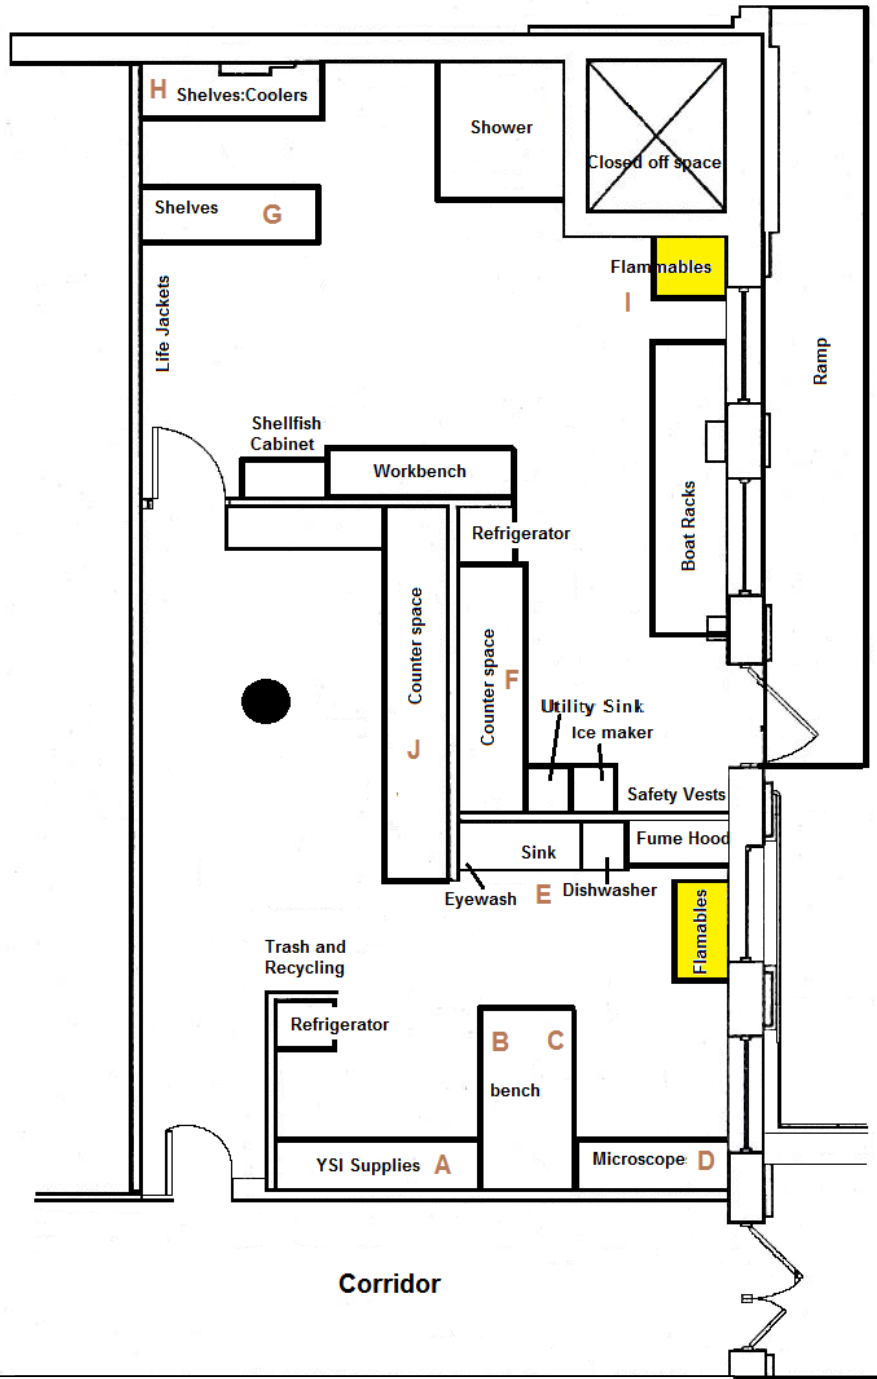 H
Shelves:Coolers
Shower
Closed off space
Shelves
G
Flammables
I
Life Jackets
Ramp
Shellfish
Cabinet
Workbench
Refrigerator
Boat Racks
Counter space
J
Counter space
F
Utility Sink
Ice maker
Safety Vests
Sink
Fume Hood
Eyewash
E
Dishwasher
Flamables
Trash and
Recycling
Refrigerator
B
C
bench
YSI Supplies
A
Microscope
D
Corridor